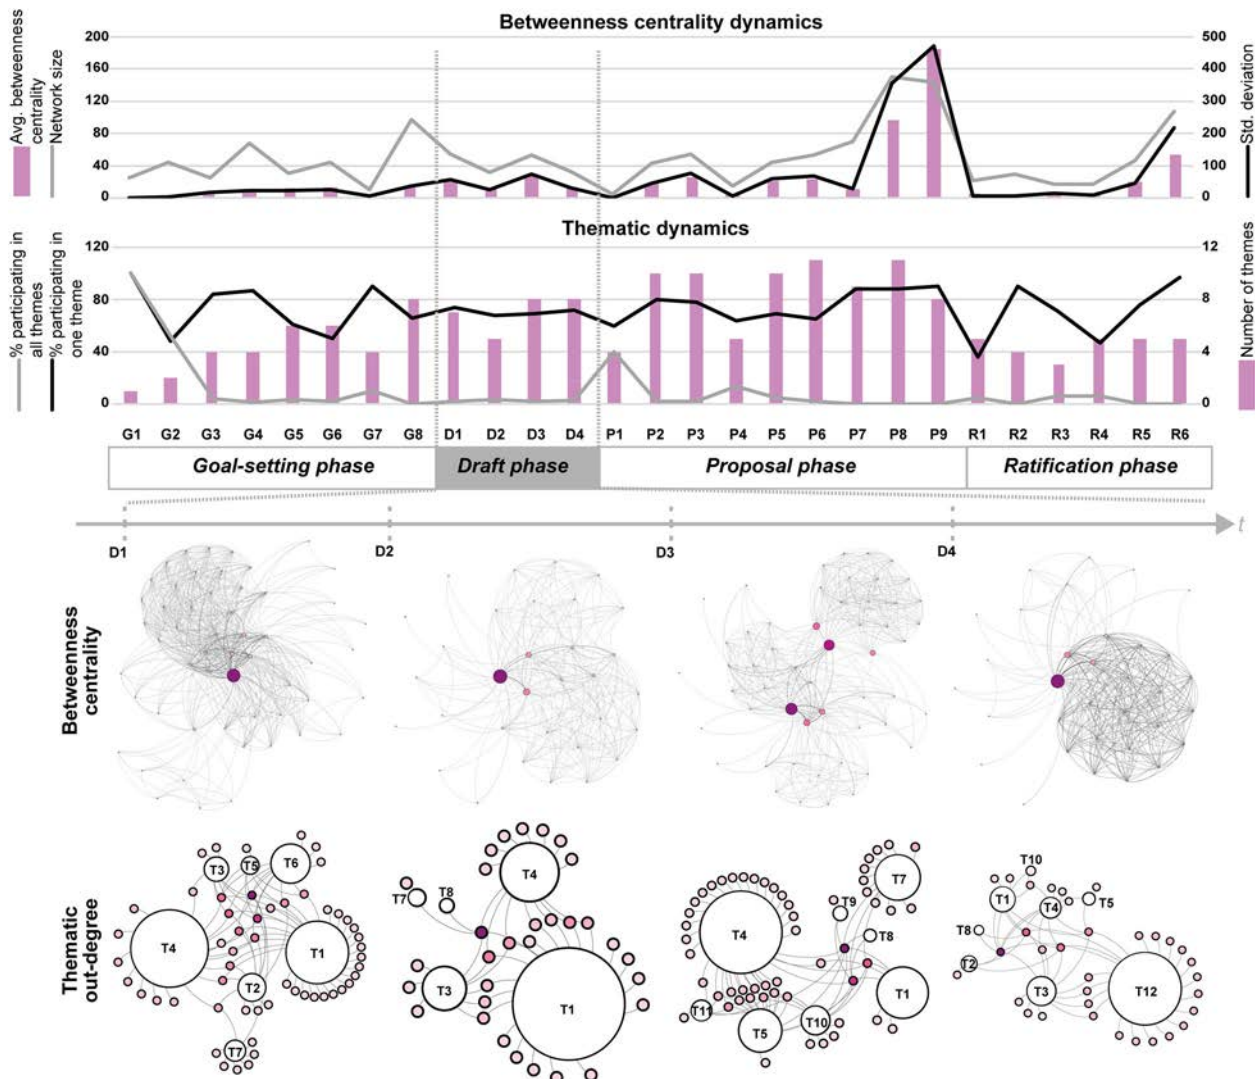 Betweenness centrality dynamics
Avg. betweenness
centrality
Network size
200
160
120
80
40
0
500
400
300
200
100
0
Std. deviation
Thematic dynamics
% participating in
all themes
% participating in
one theme
120
80
40
0
12
8
4
0
Number of themes
G1 G2 G3 G4 G5 G6 G7 G8 D1 D2 D3 D4 P1 P2 P3 P4 P5 P6 P7 P8 P9 R1 R2 R3 R4 R5 R6
Goal-setting phase Draft phase Proposal phase Ratification phase
t
D1 D2 D3 D4
Betweenness
centrality
Thematic
out-degree
T3 T5 T6
T4 T1
T2
T7
T4
T7 T8
T3
T1
T7
T9
T4
T8
T11
T5
T10
T1
T10
T1 T4 T5
T8
T2
T3
T12